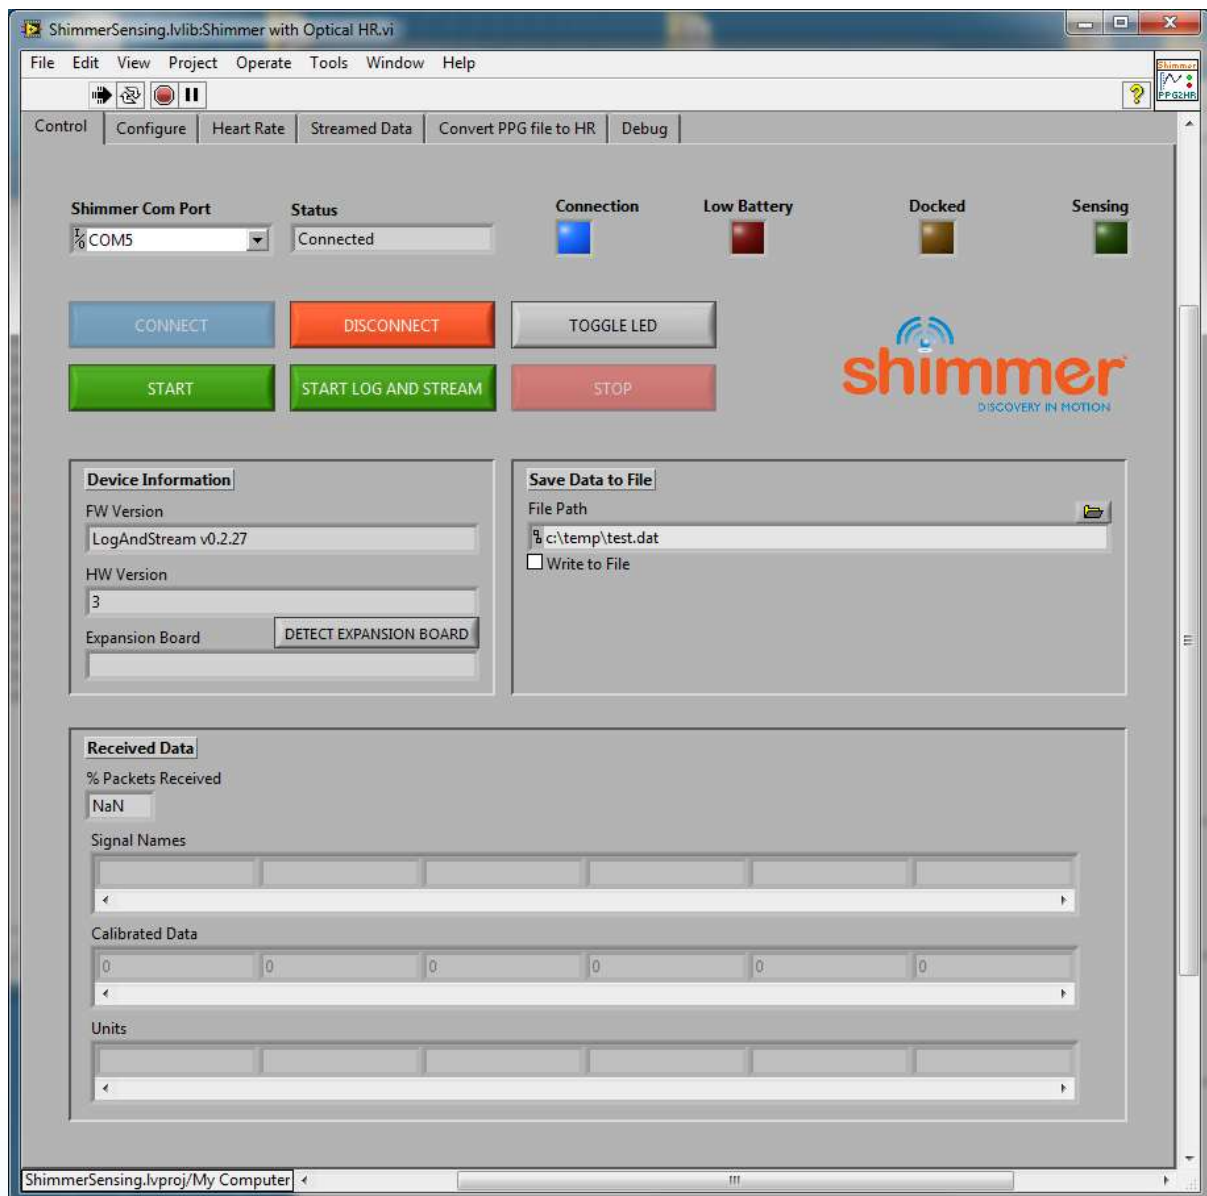 ShimmerSensing.lvlib:Shimmer with Optical HR.vi
File Edit View Project Operate Tools Window Help
Shimmer
PPG2HR
Control Configure Heart Rate Streamed Data Convert PPG file to HR Debug
Shimmer Com Port Status Connection Low Battery Docked Sensing
COM5 Connected
CONNECT DISCONNECT TOGGLE LED
START START LOG AND STREAM STOP
shimmer
DISCOVERY IN MOTION
Device Information
FW Version
LogAndStream v0.2.27
HW Version
3
Expansion Board DETECT EXPANSION BOARD
Save Data to File
File Path
c:\temp\test.dat
Write to File
Received Data
% Packets Received
NaN
Signal Names
Calibrated Data
0 0 0 0 0 0
Units
ShimmerSensing.lvproj/My Computer